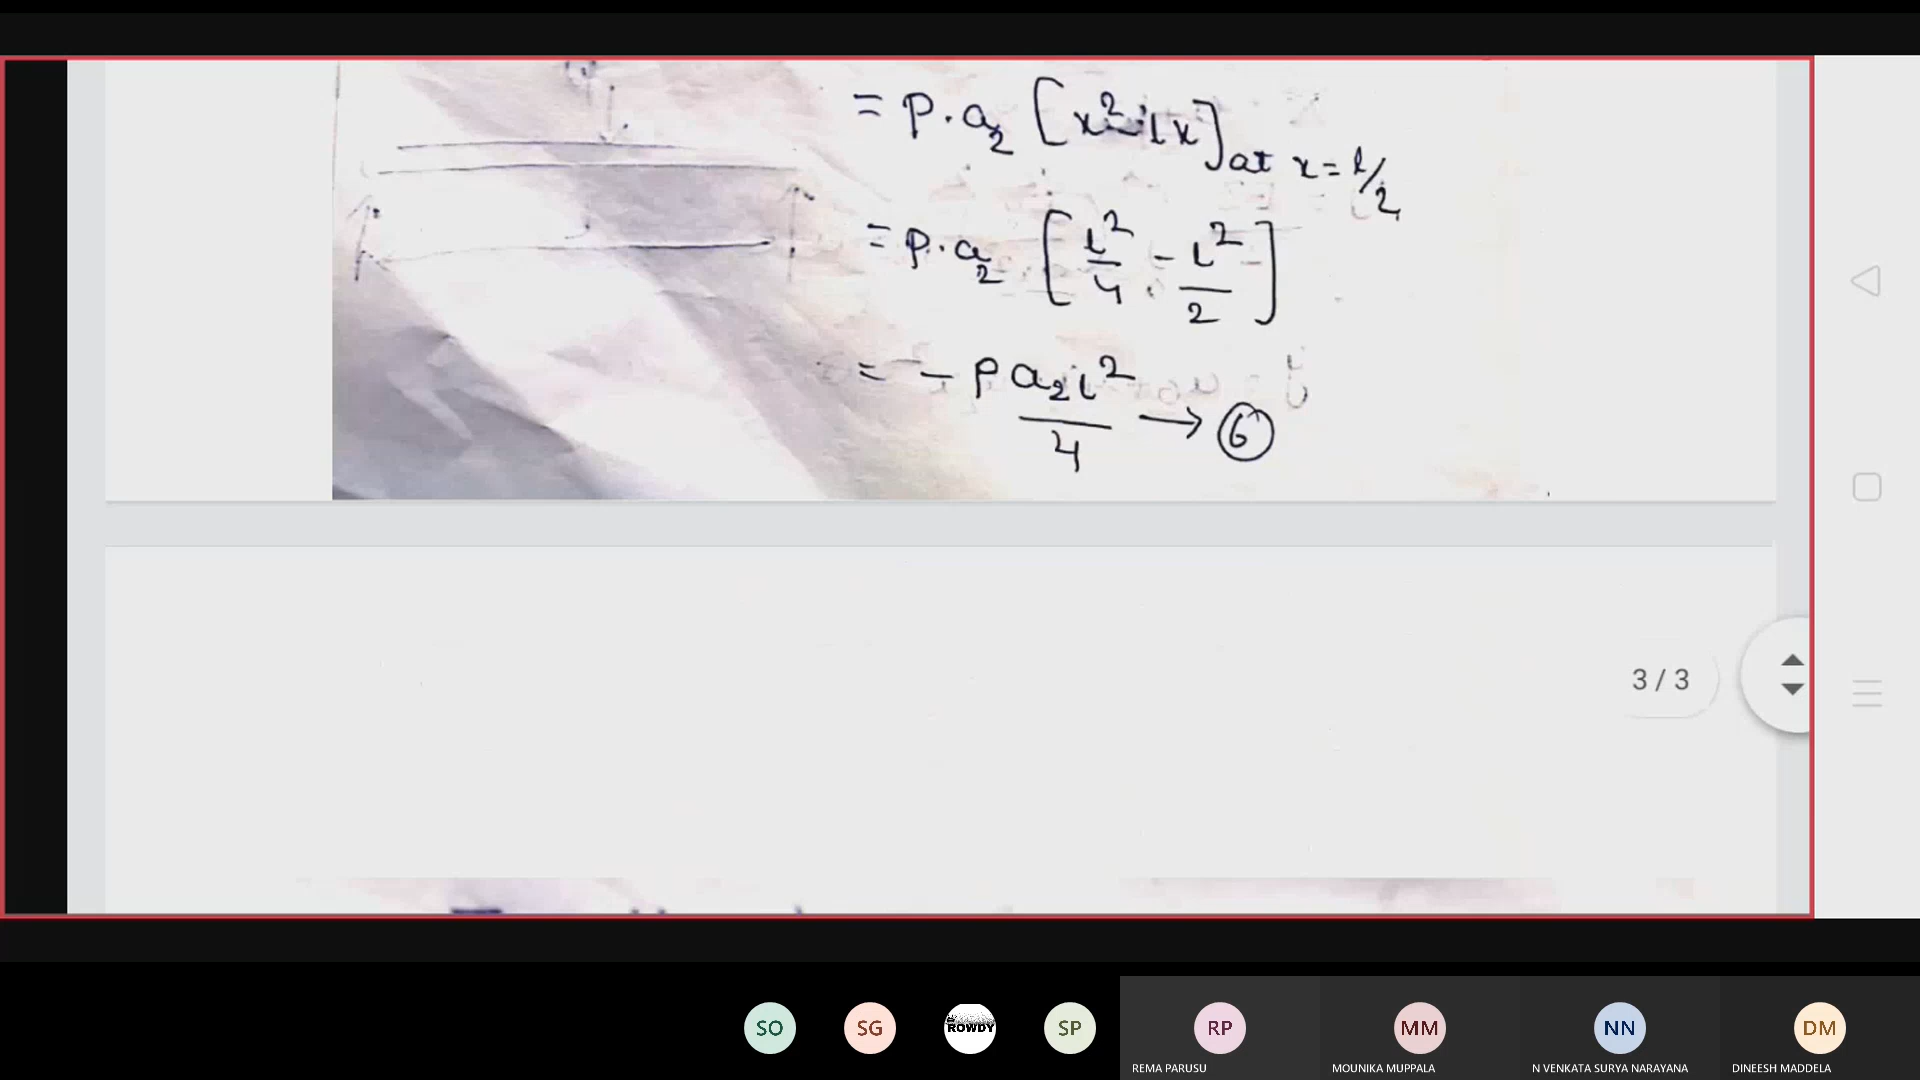 = P·a₂ [x² - lx] at x = l/2
= P·a₂ [l²/4 - l²/2]
= - P a₂ l²/4 → ⑥
3 / 3
SO SG ROWDY SP RP MM NN DM
REMA PARUSU MOUNIKA MUPPALA N VENKATA SURYA NARAYANA DINEESH MADDELA